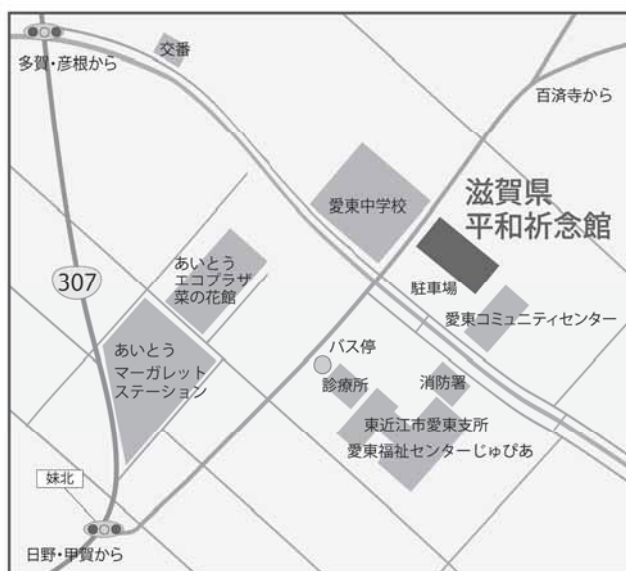 交番
多賀・彦根から
百済寺から
滋賀県
平和祈念館
愛東中学校
駐車場
あいとう
エコプラザ
菜の花館
307
愛東コミュニティセンター
バス停
あいとう
マーガレット
ステーション
診療所
消防署
東近江市愛東支所
愛東福祉センターじゅぴあ
妹北
日野・甲賀から